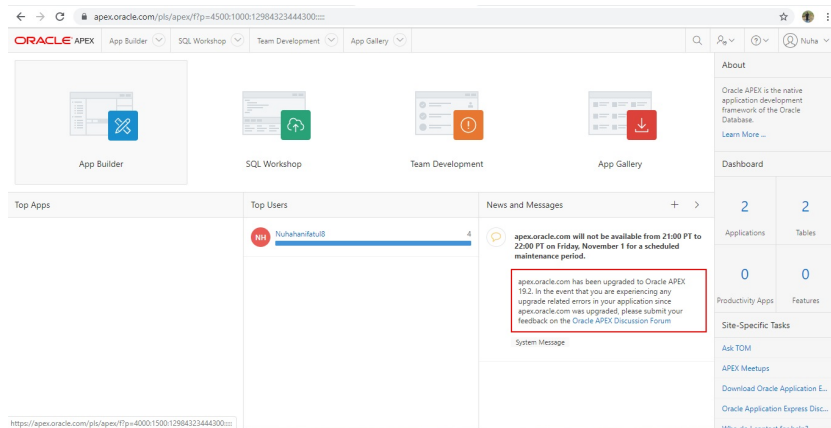 apex.oracle.com/pls/apex/f?p=4500:1000:12984323444300:::::
ORACLE APEX App Builder SQL Workshop Team Development App Gallery Nuha
App Builder
SQL Workshop
Team Development
App Gallery
Top Apps
Top Users
NH Nuhahanifatul8 4
News and Messages
apex.oracle.com will not be available from 21:00 PT to
22:00 PT on Friday, November 1 for a scheduled
maintenance period.
apex.oracle.com has been upgraded to Oracle APEX
19.2. In the event that you are experiencing any
upgrade related errors in your application since
apex.oracle.com was upgraded, please submit your
feedback on the Oracle APEX Discussion Forum
System Message
About
Oracle APEX is the native
application development
framework of the Oracle
Database.
Learn More ...
Dashboard
2 2
Applications Tables
0 0
Productivity Apps Features
Site-Specific Tasks
Ask TOM
APEX Meetups
Download Oracle Application E...
Oracle Application Express Disc...
https://apex.oracle.com/pls/apex/f?p=4000:1500:12984323444300:::::